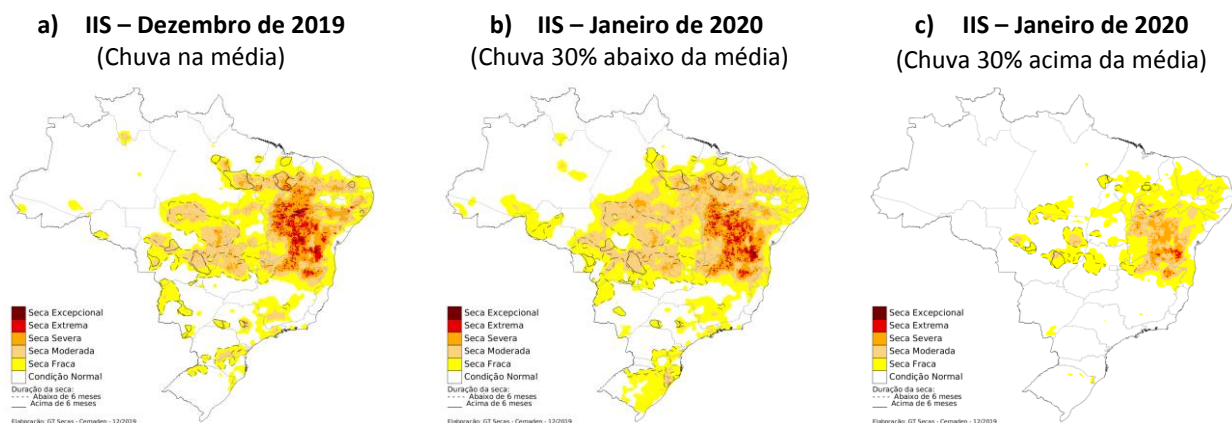 a) IIS – Dezembro de 2019
(Chuva na média)
b) IIS – Janeiro de 2020
(Chuva 30% abaixo da média)
c) IIS – Janeiro de 2020
(Chuva 30% acima da média)
Seca Excepcional
Seca Extrema
Seca Severa
Seca Moderada
Seca Fraca
Condição Normal
Duração da seca:
Abaixo de 6 meses
Acima de 6 meses
Elaboração: GT Secas - Cemaden - 12/2019
Seca Excepcional
Seca Extrema
Seca Severa
Seca Moderada
Seca Fraca
Condição Normal
Duração da seca:
Abaixo de 6 meses
Acima de 6 meses
Elaboração: GT Secas - Cemaden - 12/2019
Seca Excepcional
Seca Extrema
Seca Severa
Seca Moderada
Seca Fraca
Condição Normal
Duração da seca:
Abaixo de 6 meses
Acima de 6 meses
Elaboração: GT Secas - Cemaden - 12/2019